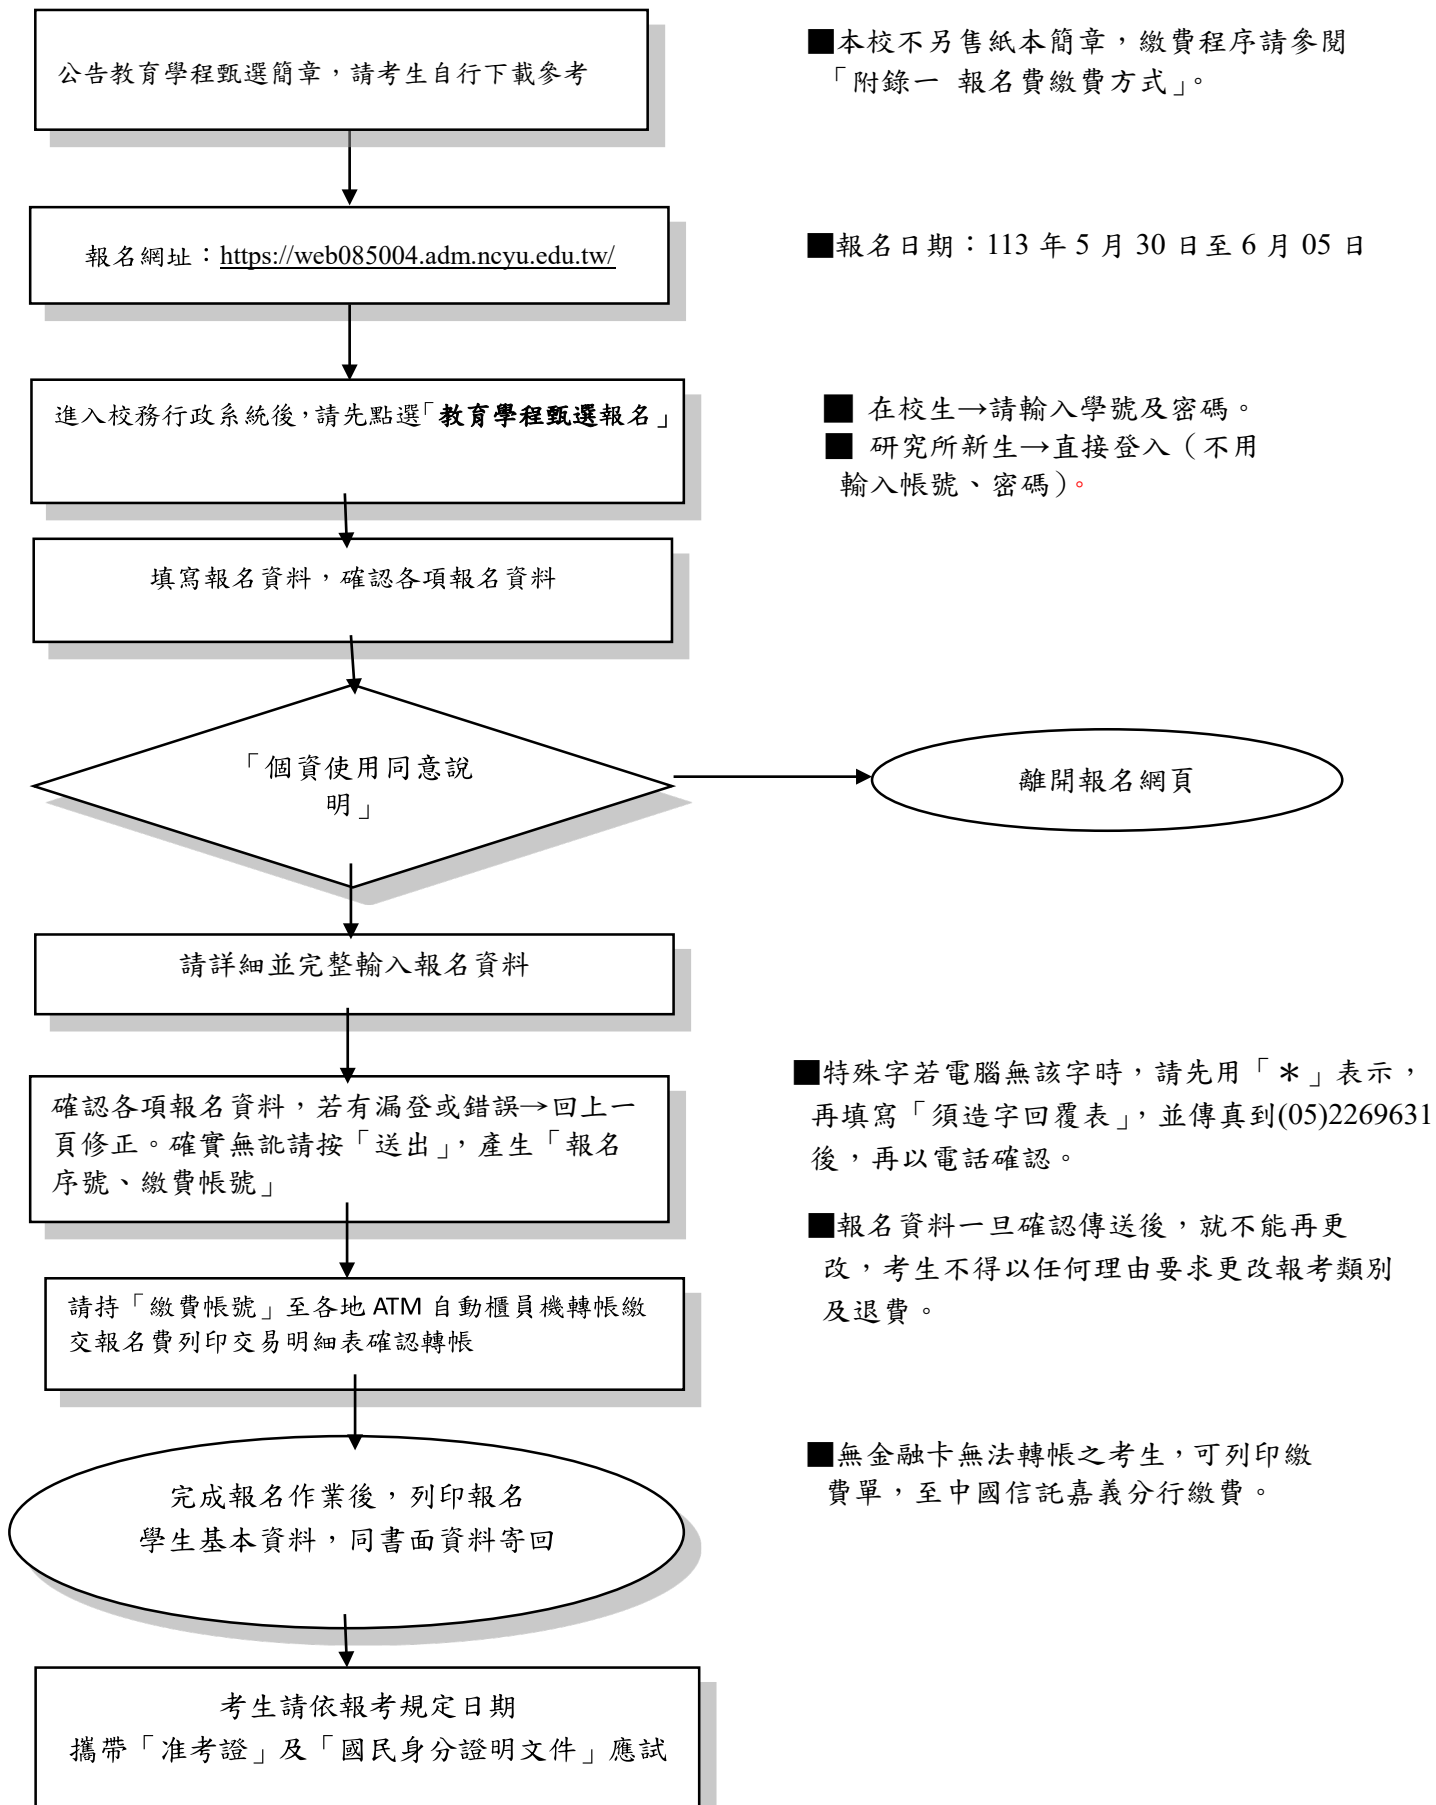 公告教育學程甄選簡章，請考生自行下載參考
■本校不另售紙本簡章，繳費程序請參閱
「附錄一 報名費繳費方式」。
報名網址：https://web085004.adm.ncyu.edu.tw/
■報名日期：113 年 5 月 30 日至 6 月 05 日
進入校務行政系統後，請先點選「教育學程甄選報名」
■ 在校生→請輸入學號及密碼。
■ 研究所新生→直接登入（不用
輸入帳號、密碼）。
填寫報名資料，確認各項報名資料
「個資使用同意說
明」
離開報名網頁
請詳細並完整輸入報名資料
確認各項報名資料，若有漏登或錯誤→回上一
頁修正。確實無訛請按「送出」，產生「報名
序號、繳費帳號」
■特殊字若電腦無該字時，請先用「＊」表示，
再填寫「須造字回覆表」，並傳真到(05)2269631
後，再以電話確認。
■報名資料一旦確認傳送後，就不能再更
改，考生不得以任何理由要求更改報考類別
及退費。
請持「繳費帳號」至各地 ATM 自動櫃員機轉帳繳
交報名費列印交易明細表確認轉帳
■無金融卡無法轉帳之考生，可列印繳
費單，至中國信託嘉義分行繳費。
完成報名作業後，列印報名
學生基本資料，同書面資料寄回
考生請依報考規定日期
攜帶「准考證」及「國民身分證明文件」應試